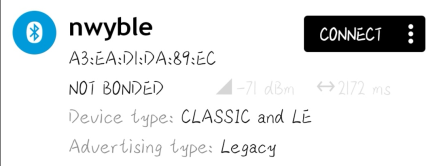 nwyble
CONNECT
A3:EA:D1:DA:89:EC
NOT BONDED -71 dBm 2172 ms
Device type: CLASSIC and LE
Advertising type: Legacy